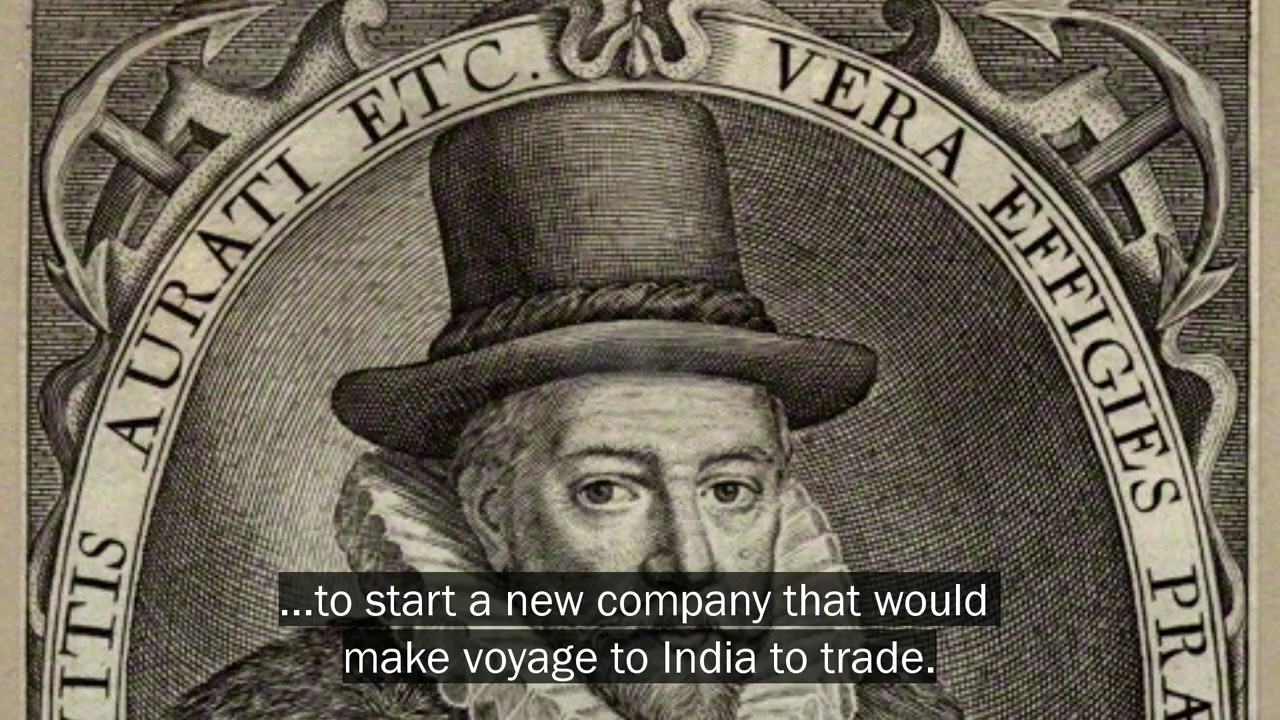 ITIS AURATI ETC. VERA EFFIGIES PRA
...to start a new company that would
make voyage to India to trade.